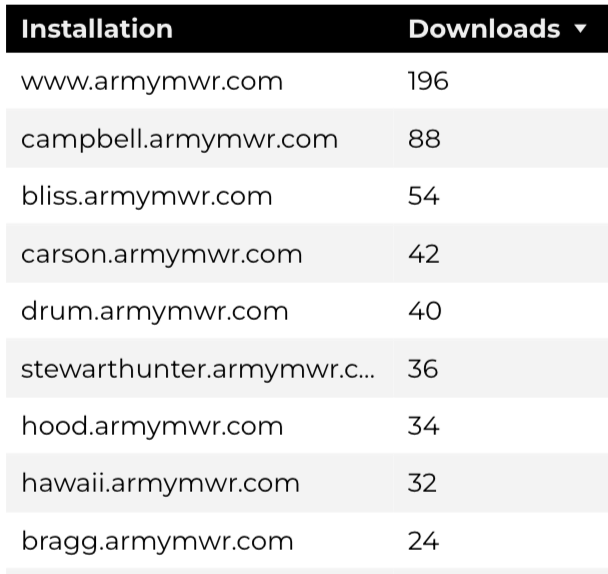 Installation Downloads
www.armymwr.com 196
campbell.armymwr.com 88
bliss.armymwr.com 54
carson.armymwr.com 42
drum.armymwr.com 40
stewarthunter.armymwr.c... 36
hood.armymwr.com 34
hawaii.armymwr.com 32
bragg.armymwr.com 24